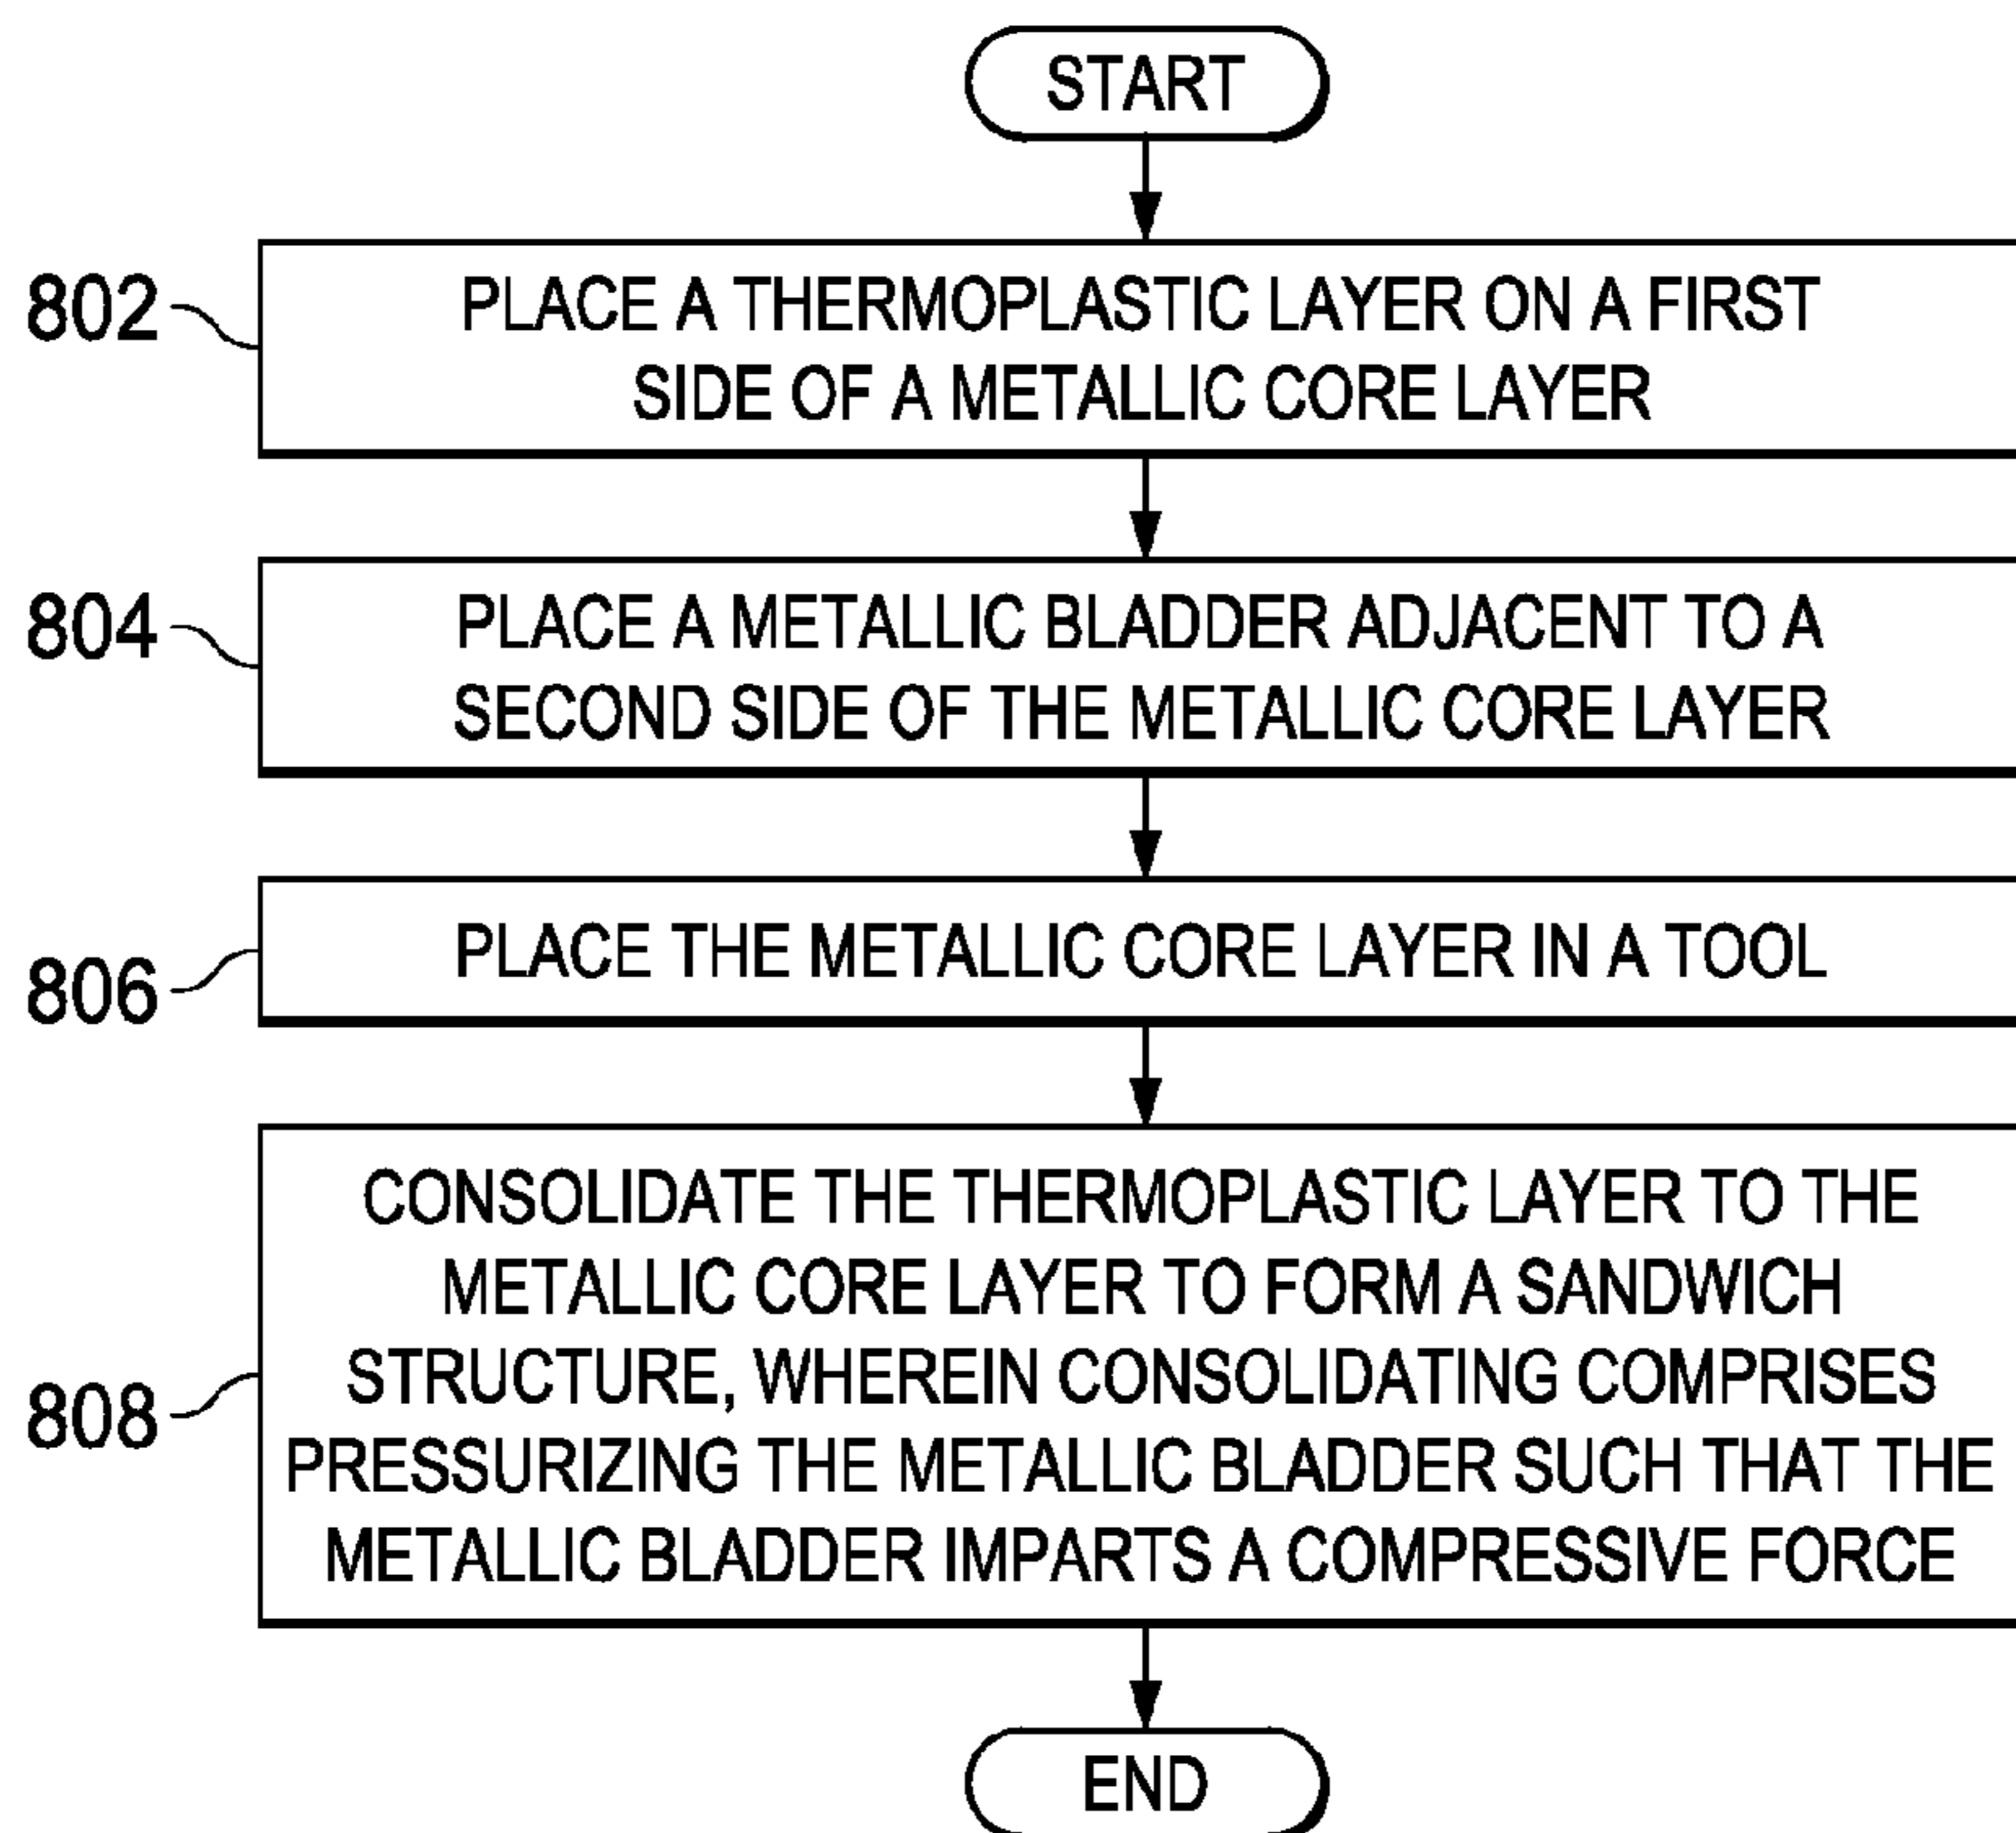 START
802
PLACE A THERMOPLASTIC LAYER ON A FIRST
SIDE OF A METALLIC CORE LAYER
804
PLACE A METALLIC BLADDER ADJACENT TO A
SECOND SIDE OF THE METALLIC CORE LAYER
806
PLACE THE METALLIC CORE LAYER IN A TOOL
808
CONSOLIDATE THE THERMOPLASTIC LAYER TO THE
METALLIC CORE LAYER TO FORM A SANDWICH
STRUCTURE, WHEREIN CONSOLIDATING COMPRISES
PRESSURIZING THE METALLIC BLADDER SUCH THAT THE
METALLIC BLADDER IMPARTS A COMPRESSIVE FORCE
END